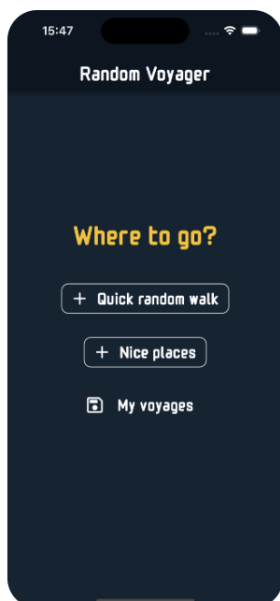 15:47
Random Voyager
Where to go?
+ Quick random walk
+ Nice places
My voyages